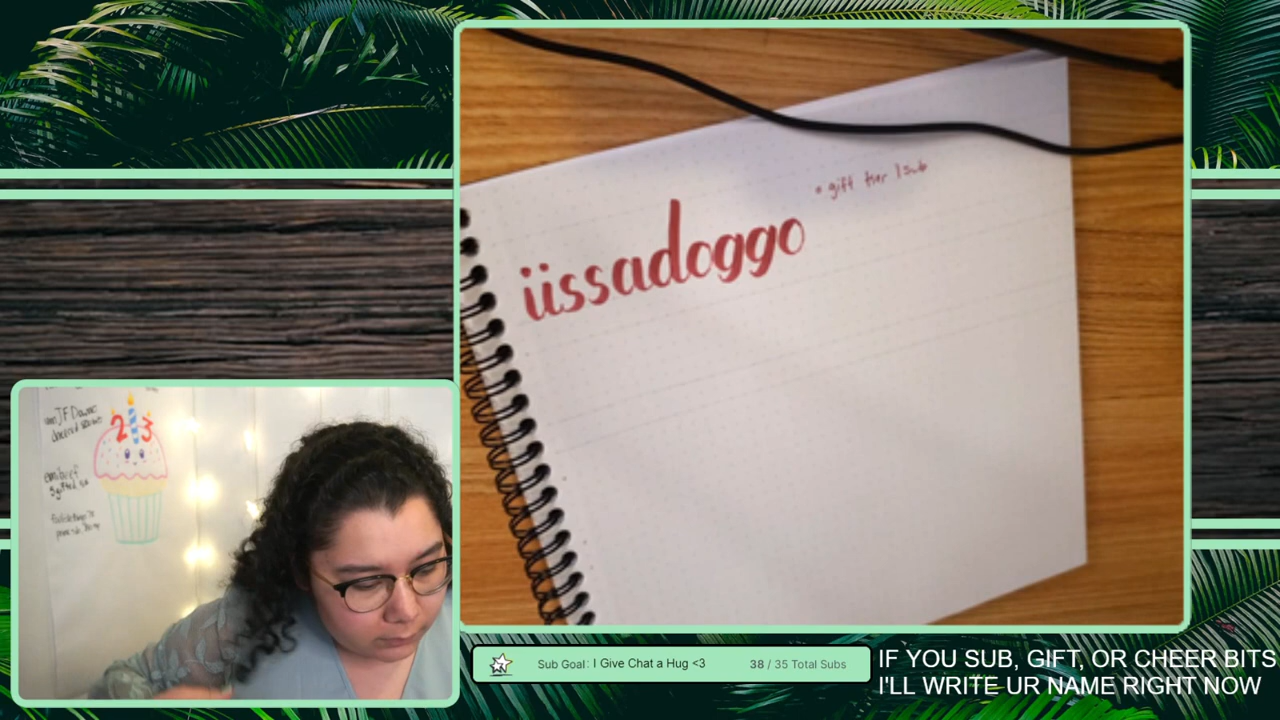 • gift tier 1 sub
iissadoggo
23
Sub Goal: I Give Chat a Hug <3
38 / 35 Total Subs
IF YOU SUB, GIFT, OR CHEER BITS
I'LL WRITE UR NAME RIGHT NOW